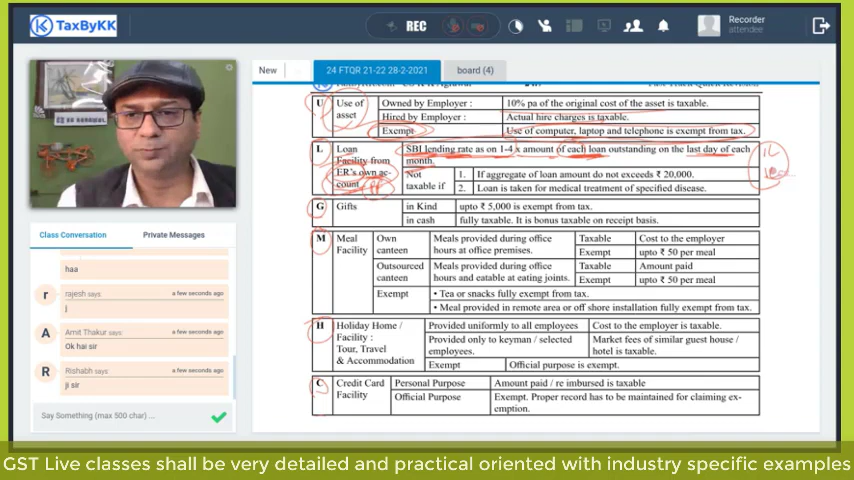 TaxByKK
REC
Recorder
attendee
New
24 FTQR 21-22 28-2-2021
board (4)
U
Use of
asset
Owned by Employer :
10% pa of the original cost of the asset is taxable.
Hired by Employer :
Actual hire charges is taxable.
Exempt
Use of computer, laptop and telephone is exempt from tax.
L
Loan
Facility from
ER's own ac-
count
SBI lending rate as on 1-4 x amount of each loan outstanding on the last day of each
month.
Not
taxable if
1.
If aggregate of loan amount do not exceeds ₹ 20,000.
2.
Loan is taken for medical treatment of specified disease.
G
Gifts
in Kind
upto ₹ 5,000 is exempt from tax.
in cash
fully taxable. It is bonus taxable on receipt basis.
M
Meal
Facility
Own
canteen
Meals provided during office
hours at office premises.
Taxable
Cost to the employer
Exempt
upto ₹ 50 per meal
Outsourced
canteen
Meals provided during office
hours and eatable at eating joints.
Taxable
Amount paid
Exempt
upto ₹ 50 per meal
Exempt
• Tea or snacks fully exempt from tax.
• Meal provided in remote area or off shore installation fully exempt from tax.
H
Holiday Home /
Facility :
Tour, Travel
& Accommodation
Provided uniformly to all employees
Cost to the employer is taxable.
Provided only to keyman / selected
employees.
Market fees of similar guest house /
hotel is taxable.
Exempt
Official purpose is exempt.
C
Credit Card
Facility
Personal Purpose
Amount paid / re imbursed is taxable
Official Purpose
Exempt. Proper record has to be maintained for claiming ex-
emption.
Class Conversation
Private Messages
haa
r
rajesh says:
a few seconds ago
j
A
Amit Thakur says:
a few seconds ago
Ok hai sir
R
Rishabh says:
a few seconds ago
ji sir
Say Something (max 500 char) ...
GST Live classes shall be very detailed and practical oriented with industry specific examples